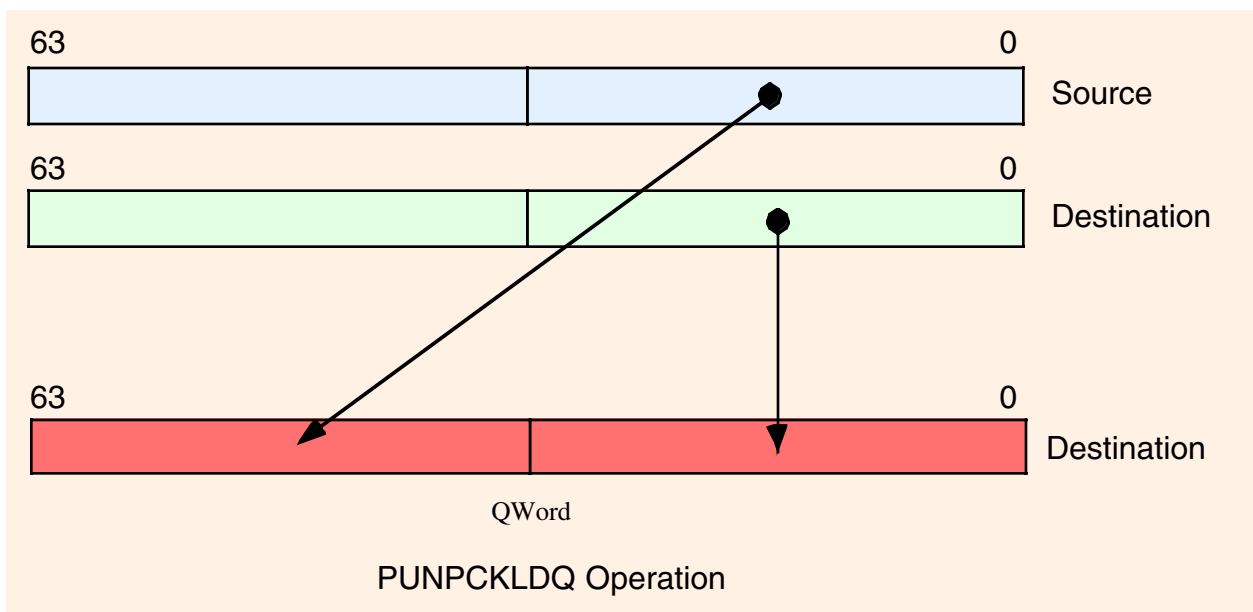 63 0
Source
63 0
Destination
63 0
Destination
QWord
PUNPCKLDQ Operation